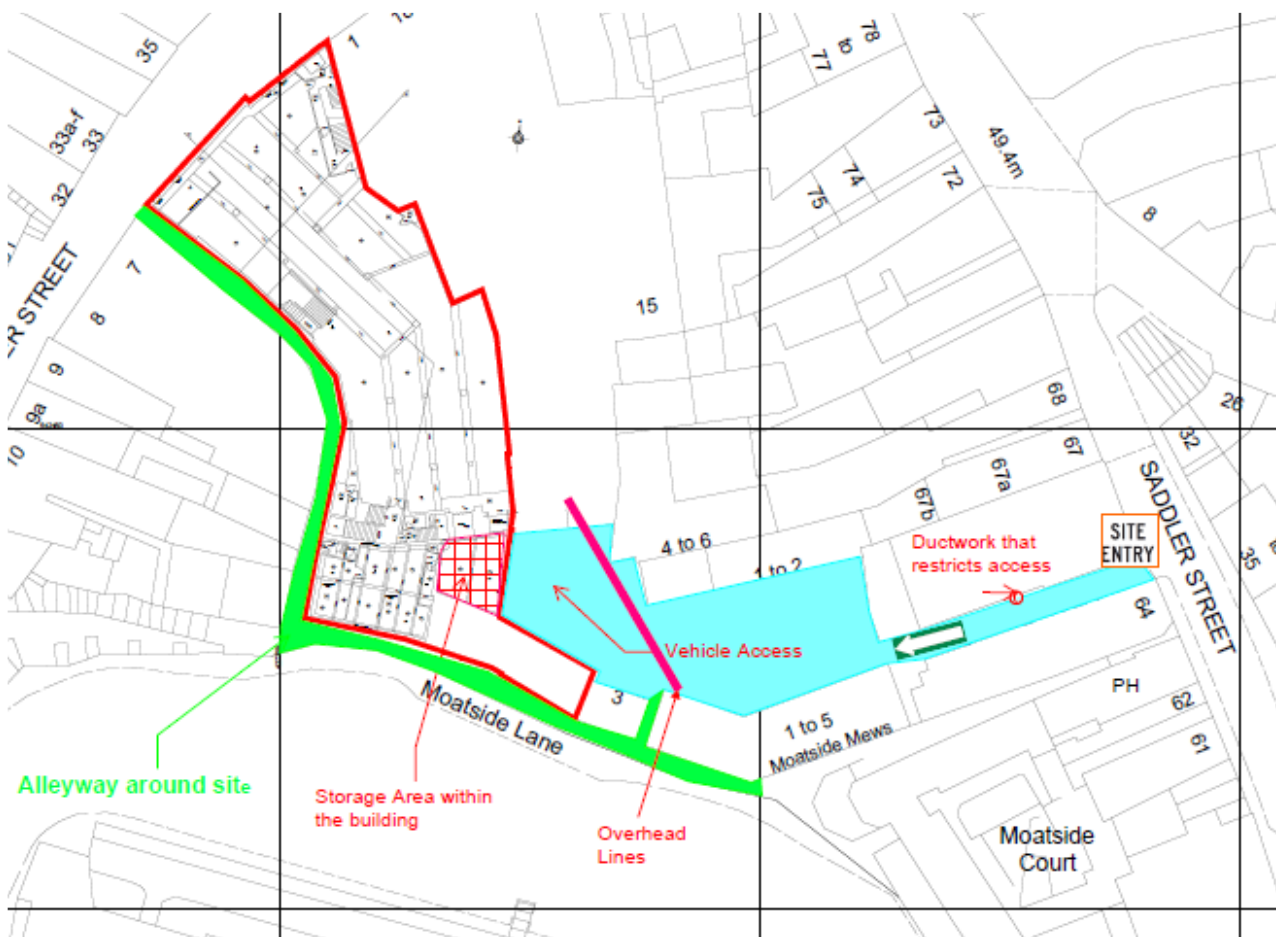 35
33a-f
33
32
1
78
to
77
73
49.4m
74
72
75
8
7
8
9
9a
10
ER STREET
15
68
26
67
32
67a
67b
SADDLER STREET
SITE
ENTRY
4 to 6
1 to 2
Ductwork that
restricts access
35
64
Vehicle Access
3
PH
62
61
1 to 5
Moatside Mews
Moatside Lane
Alleyway around site
Storage Area within
the building
Overhead
Lines
Moatside
Court